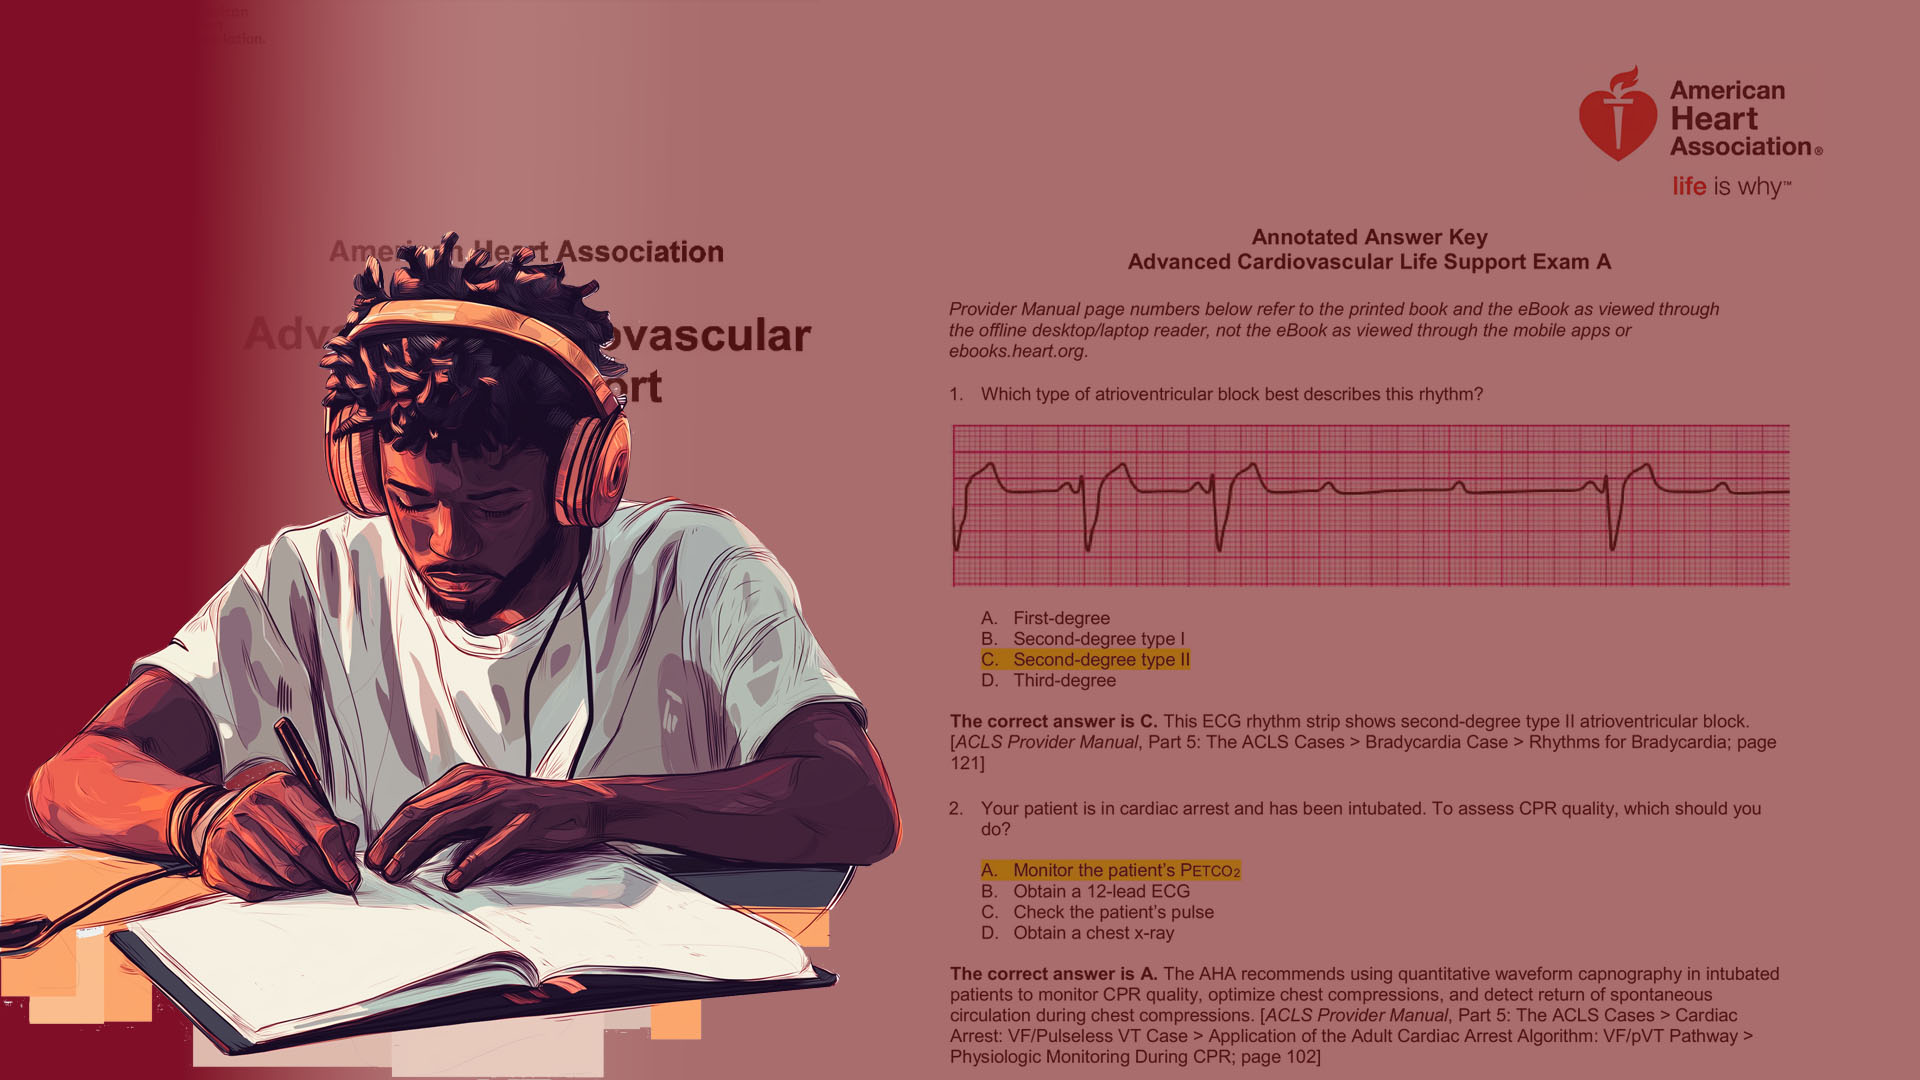 American Heart Association
ovascular
ort
American
Heart
Association®
life is why™
Annotated Answer Key
Advanced Cardiovascular Life Support Exam A
Provider Manual page numbers below refer to the printed book and the eBook as viewed through
the offline desktop/laptop reader, not the eBook as viewed through the mobile apps or
ebooks.heart.org.
1. Which type of atrioventricular block best describes this rhythm?
A. First-degree
B. Second-degree type I
C. Second-degree type II
D. Third-degree
The correct answer is C. This ECG rhythm strip shows second-degree type II atrioventricular block.
[ACLS Provider Manual, Part 5: The ACLS Cases > Bradycardia Case > Rhythms for Bradycardia; page
121]
2. Your patient is in cardiac arrest and has been intubated. To assess CPR quality, which should you
do?
A. Monitor the patient's PETCO2
B. Obtain a 12-lead ECG
C. Check the patient's pulse
D. Obtain a chest x-ray
The correct answer is A. The AHA recommends using quantitative waveform capnography in intubated
patients to monitor CPR quality, optimize chest compressions, and detect return of spontaneous
circulation during chest compressions. [ACLS Provider Manual, Part 5: The ACLS Cases > Cardiac
Arrest: VF/Pulseless VT Case > Application of the Adult Cardiac Arrest Algorithm: VF/pVT Pathway >
Physiologic Monitoring During CPR; page 102]